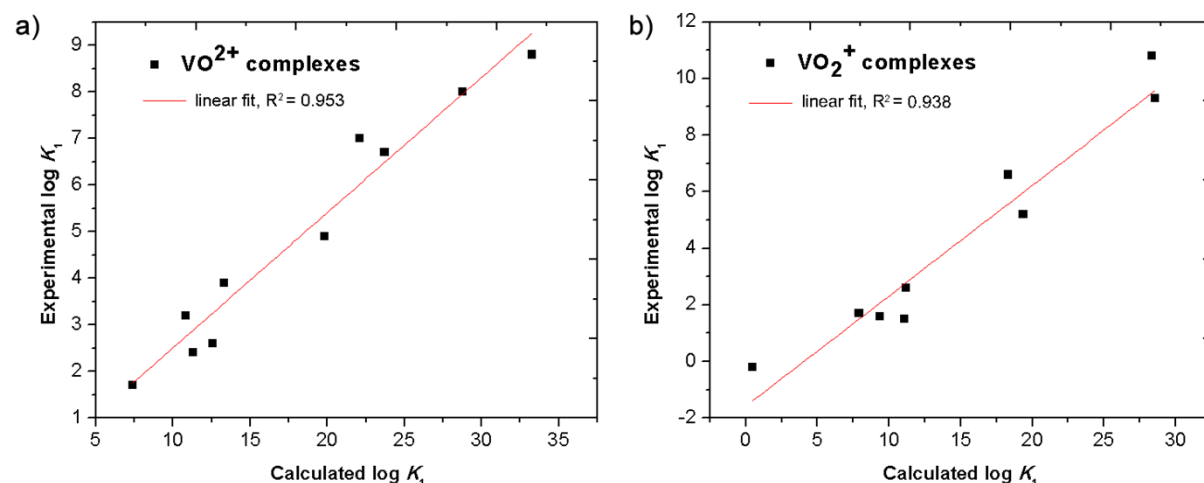 a)
VO2+ complexes
linear fit, R2 = 0.953
Experimental log K1
9
8
7
6
5
4
3
2
1
5 10 15 20 25 30 35
Calculated log K1
b)
VO2+ complexes
linear fit, R2 = 0.938
Experimental log K1
12
10
8
6
4
2
0
-2
0 5 10 15 20 25 30
Calculated log K1